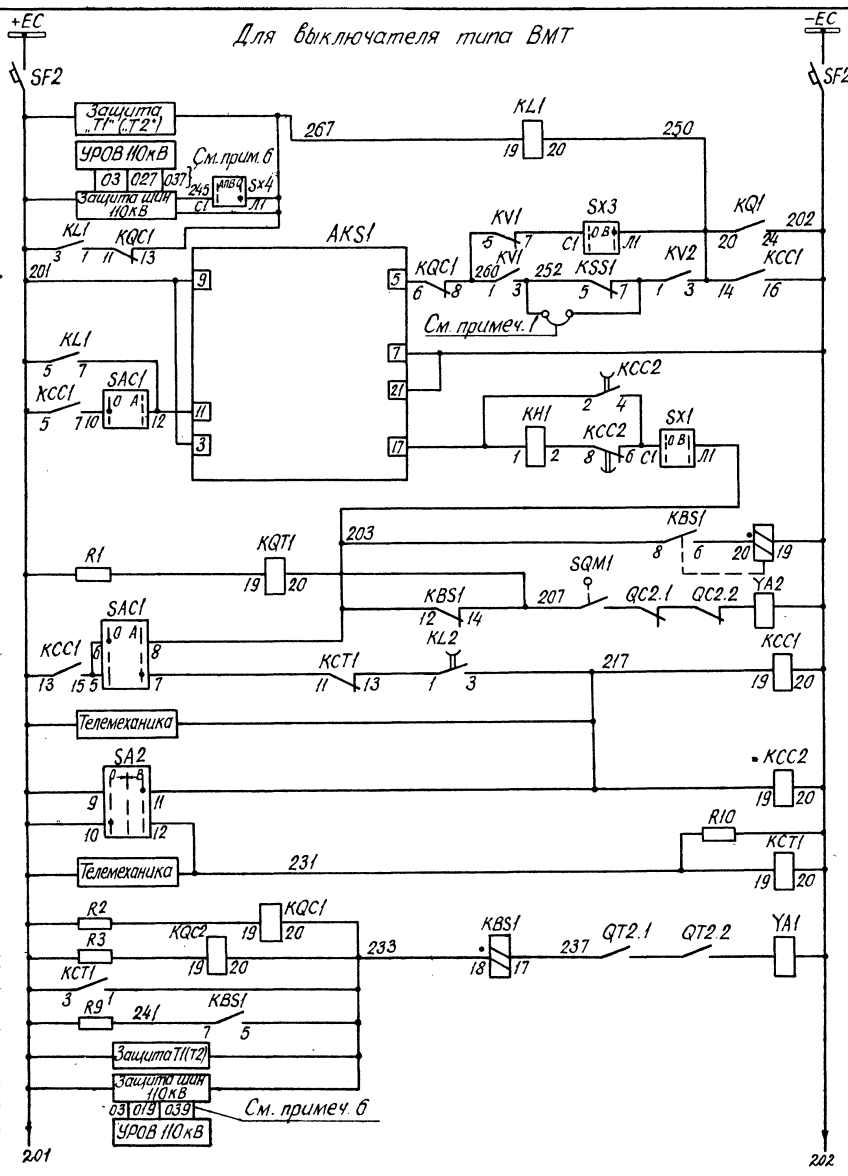 +ЕС
Для выключателя типа ВМТ
-ЕС
SF2
SF2
Защита
„Т1" („Т2")
267
KL1
19 20
250
УРОВ 110кВ
См. прим. 6
03 027 037
245
АПВО
SX4
Защита шин
110кВ
С1
Л1
KL1
3 1
KQC1
11 13
201
AKS1
9
5
KQC1
6 8
KV1
5 7
SX3
О В
С1
Л1
KQ1
20 24
202
260
KV1
1 3
252
KSS1
5 7
KV2
1 3
KCC1
14 16
См. примеч. 1
7
21
KL1
5 7
KCC1
5 7
SAC1
О А
10 12
11
3
17
KCC2
2 4
KH1
1 2
KCC2
8 6
SX1
О В
С1
Л1
203
KBS1
8 6
20 19
R1
KQT1
19 20
KBS1
12 14
207
SQM1
QC2.1
QC2.2
YA2
KCC1
13 15
SAC1
О А
6 8
5 7
KCT1
11 13
KL2
1 3
217
KCC1
19 20
Телемеханика
SA2
О В
9 11
10 12
KCC2
19 20
R10
Телемеханика
231
KCT1
19 20
R2
KQC1
19 20
R3
KQC2
19 20
233
KBS1
18 17
237
QT2.1
QT2.2
YA1
KCT1
3 1
R9
241
KBS1
7 5
Защита Т1(Т2)
Защита шин
110кВ
03 019 039
См. примеч. 6
УРОВ 110кВ
201
202